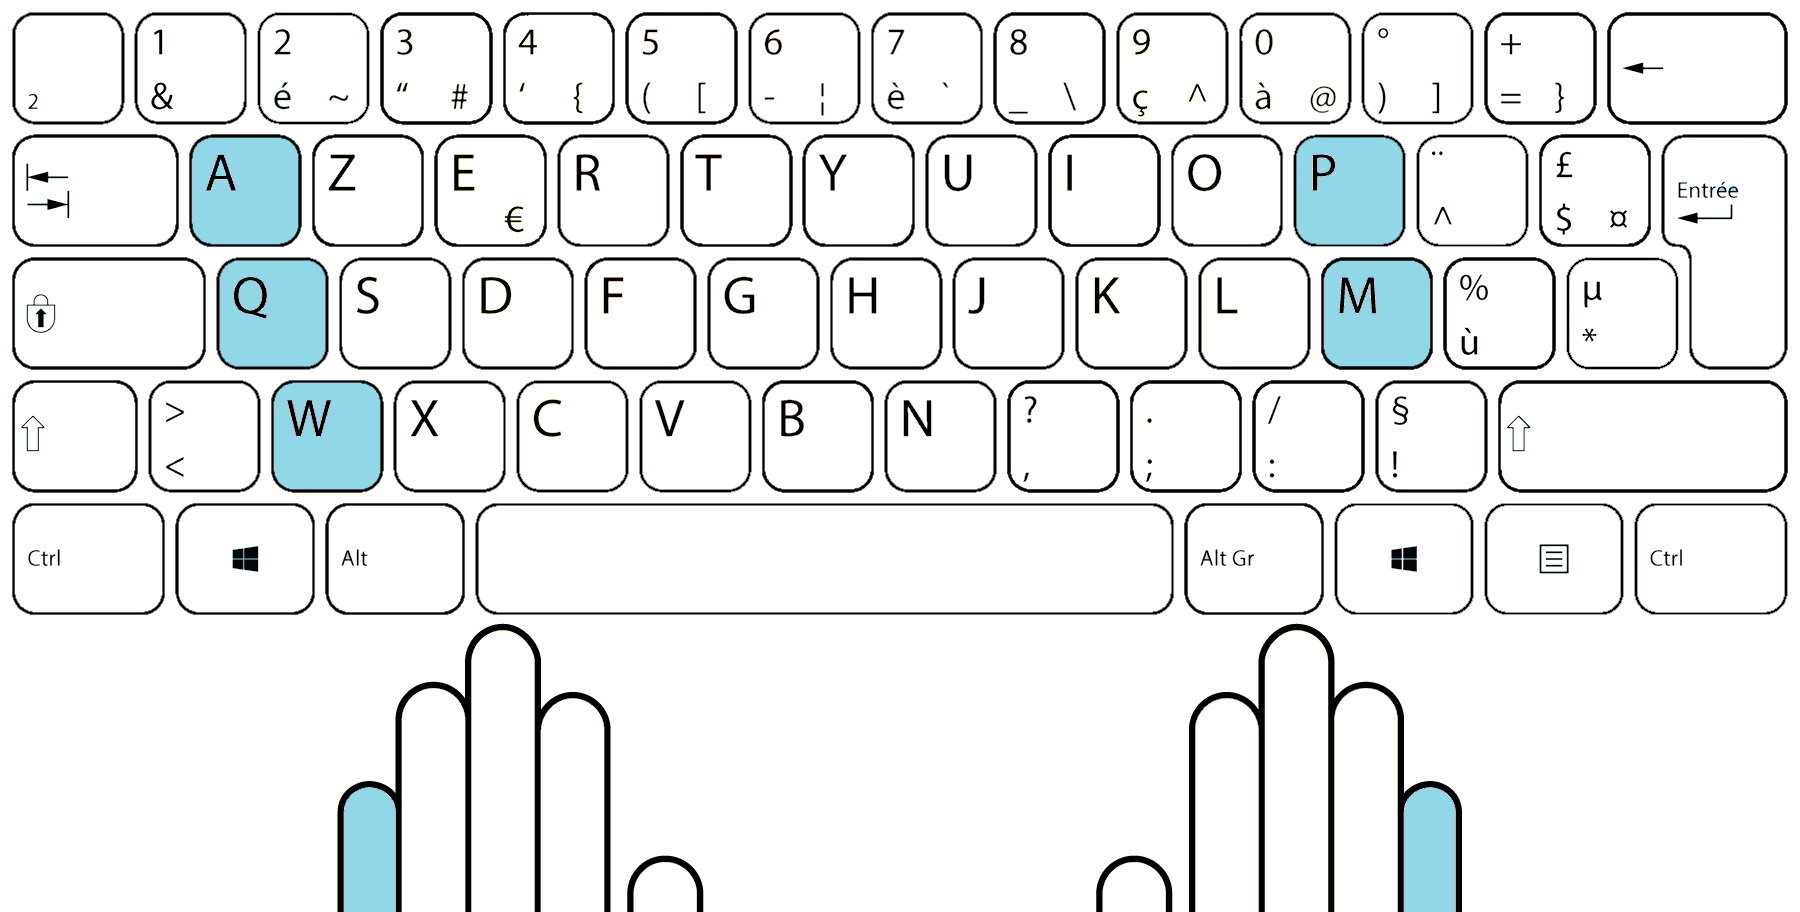 1 2 3 4 5 6 7 8 9 0 ° +
2 & é ~ “ # ‘ { ( [ - ¦ è ` _ \ ç ^ à @ ) ] = }
A Z E R T Y U I O P ¨ £ Entrée
€ ^ $ ¤
Q S D F G H J K L M % µ
ù *
> W X C V B N ? . / §
< , ; : !
Ctrl Alt Alt Gr Ctrl